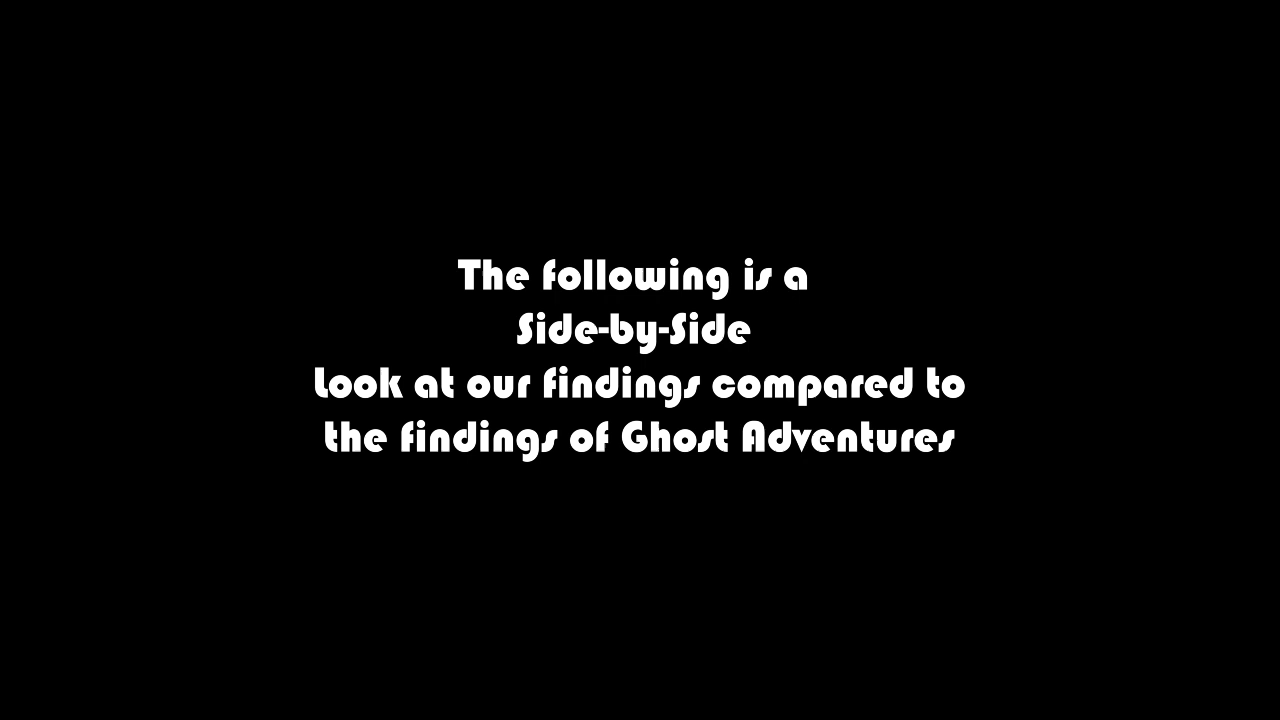 The following is a
Side-by-Side
Look at our findings compared to
the findings of Ghost Adventures